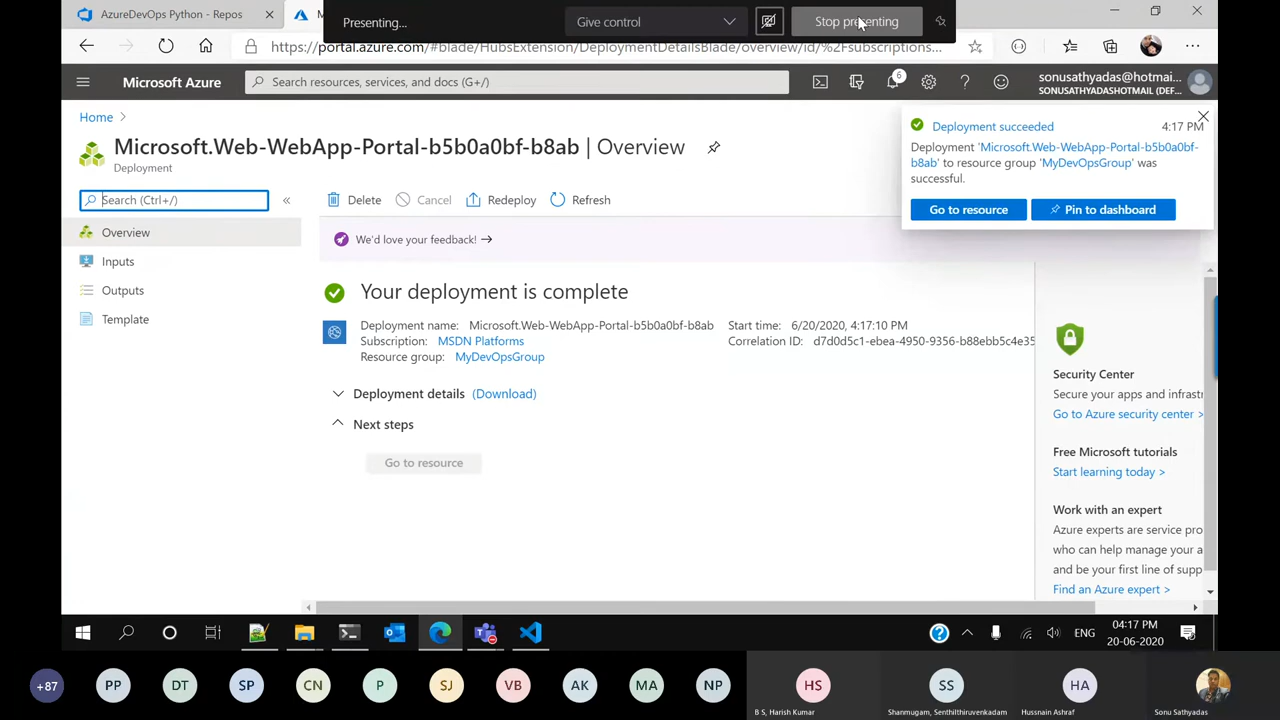 AzureDevOps Python - Repos
Presenting...
Give control
Stop presenting
https://portal.azure.com/#blade/HubsExtension/DeploymentDetailsBlade/overview/id/%2Fsubscriptions...
Microsoft Azure
Search resources, services, and docs (G+/)
6
sonusathyadas@hotmai...
SONUSATHYADASHOTMAIL (DEF...
Home
Microsoft.Web-WebApp-Portal-b5b0a0bf-b8ab | Overview
Deployment
Deployment succeeded
4:17 PM
Deployment 'Microsoft.Web-WebApp-Portal-b5b0a0bf-
b8ab' to resource group 'MyDevOpsGroup' was
successful.
Go to resource
Pin to dashboard
Search (Ctrl+/)
«
Delete
Cancel
Redeploy
Refresh
Overview
Inputs
Outputs
Template
We'd love your feedback! →
Your deployment is complete
Deployment name: Microsoft.Web-WebApp-Portal-b5b0a0bf-b8ab
Subscription: MSDN Platforms
Resource group: MyDevOpsGroup
Start time: 6/20/2020, 4:17:10 PM
Correlation ID: d7d0d5c1-ebea-4950-9356-b88ebb5c4e35
Deployment details (Download)
Next steps
Go to resource
Security Center
Secure your apps and infrast
Go to Azure security center >
Free Microsoft tutorials
Start learning today >
Work with an expert
Azure experts are service pro
who can help manage your a
and be your first line of supp
Find an Azure expert >
ENG
04:17 PM
20-06-2020
+87
PP
DT
SP
CN
P
SJ
VB
AK
MA
NP
HS
B S, Harish Kumar
SS
Shanmugam, Senthilthiruvenkadam
HA
Hussnain Ashraf
Sonu Sathyadas